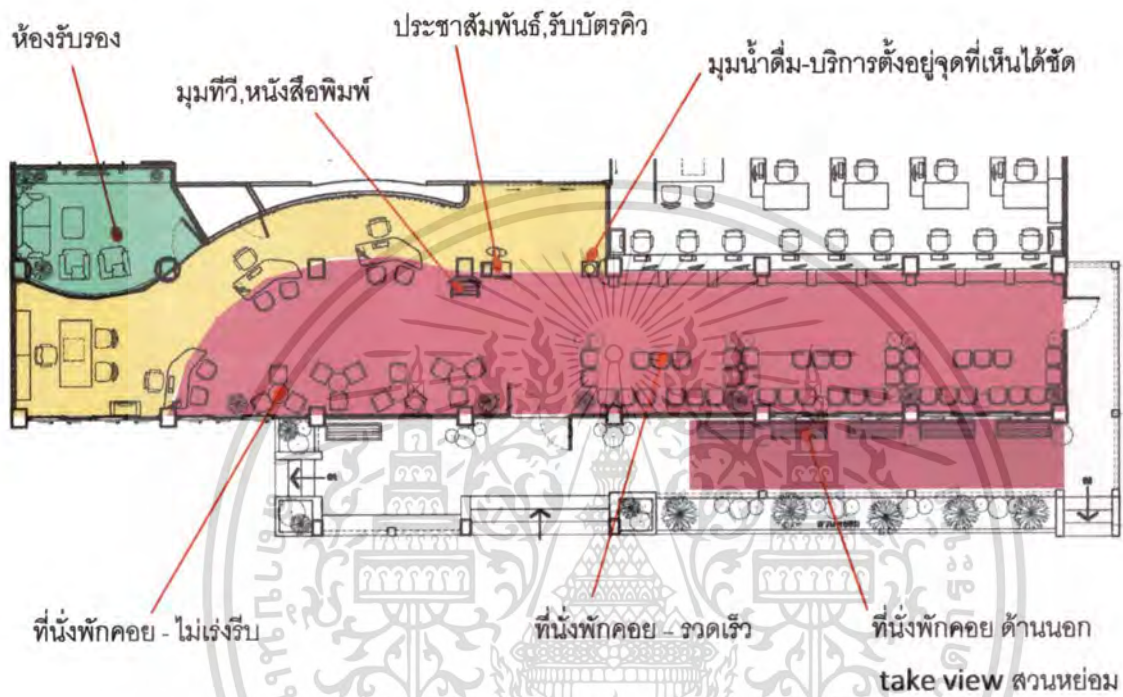 ห้องรับรอง
ประชาสัมพันธ์,รับบัตรคิว
มุมน้ำดื่ม-บริการตั้งอยู่จุดที่เห็นได้ชัด
มุมทีวี,หนังสือพิมพ์
ที่นั่งพักคอย - ไม่เร่งรีบ
ที่นั่งพักคอย – รวดเร็ว
ที่นั่งพักคอย ด้านนอก
take view สวนหย่อม